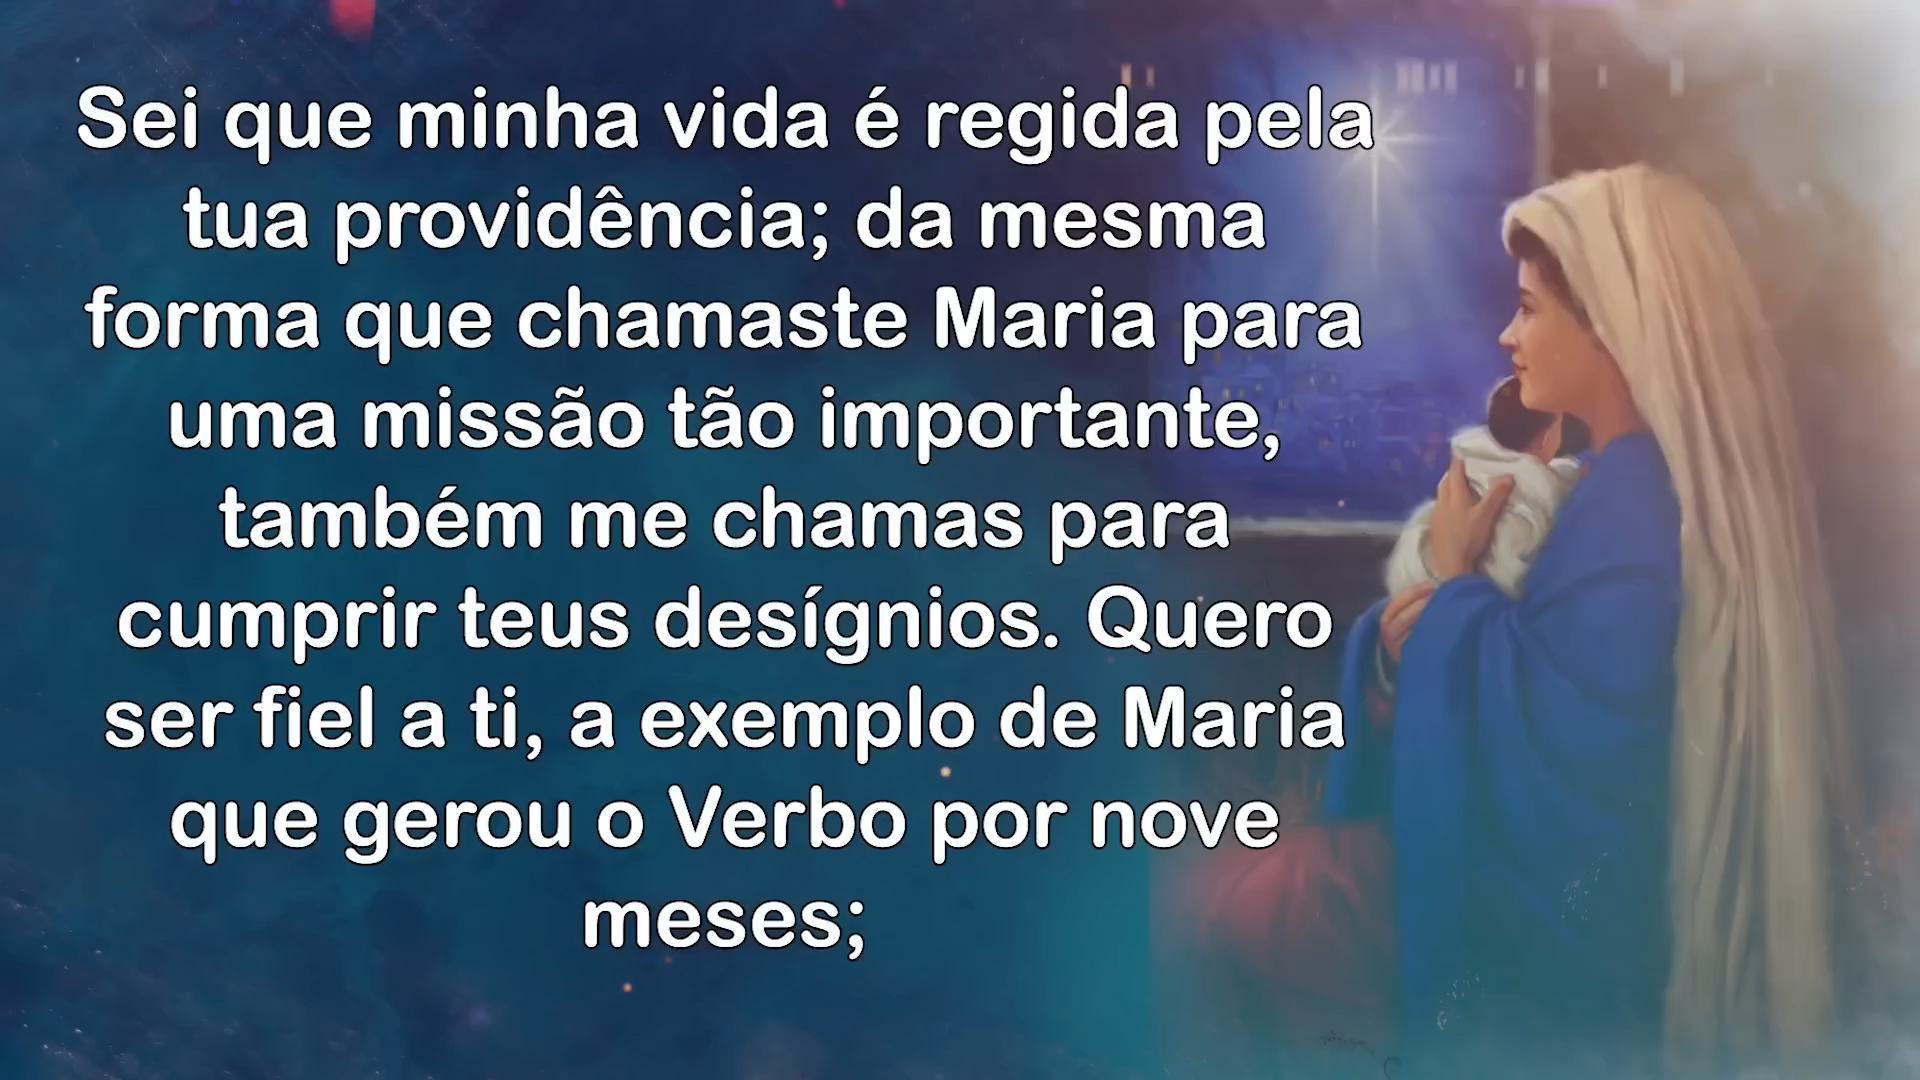 Sei que minha vida é regida pela
tua providência; da mesma
forma que chamaste Maria para
uma missão tão importante,
também me chamas para
cumprir teus desígnios. Quero
ser fiel a ti, a exemplo de Maria
que gerou o Verbo por nove
meses;